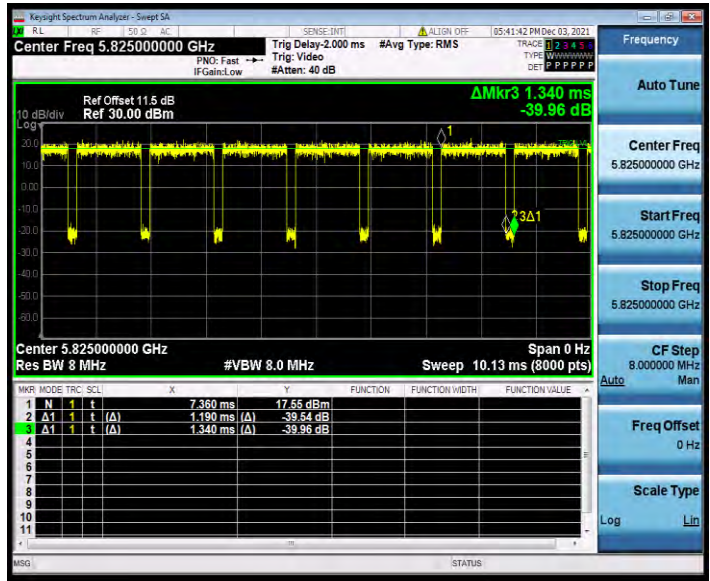 Keysight Spectrum Analyzer - Swept SA
RL RF 50 Ω AC SENSE:INT ALIGN OFF 05:41:42 PM Dec 03, 2021
Center Freq 5.825000000 GHz
PNO: Fast
IFGain:Low
Trig Delay-2.000 ms
Trig: Video
#Atten: 40 dB
#Avg Type: RMS
TRACE 1 2 3 4 5 6
TYPE WWWWWW
DET P P P P P P
Ref Offset 11.5 dB
10 dB/div Ref 30.00 dBm
Log
ΔMkr3 1.340 ms
-39.96 dB
20.0
10.0
0.00
-10.0
-20.0
-30.0
-40.0
-50.0
-60.0
1
3Δ1
Center 5.825000000 GHz Span 0 Hz
Res BW 8 MHz #VBW 8.0 MHz Sweep 10.13 ms (8000 pts)
MKR MODE TRC SCL X Y FUNCTION FUNCTION WIDTH FUNCTION VALUE
1 N 1 t 7.360 ms 17.55 dBm
2 Δ1 1 t (Δ) 1.190 ms (Δ) -39.54 dB
3 Δ1 1 t (Δ) 1.340 ms (Δ) -39.96 dB
4
5
6
7
8
9
10
11
MSG STATUS
Frequency
Auto Tune
Center Freq
5.825000000 GHz
Start Freq
5.825000000 GHz
Stop Freq
5.825000000 GHz
CF Step
8.000000 MHz
Auto Man
Freq Offset
0 Hz
Scale Type
Log Lin